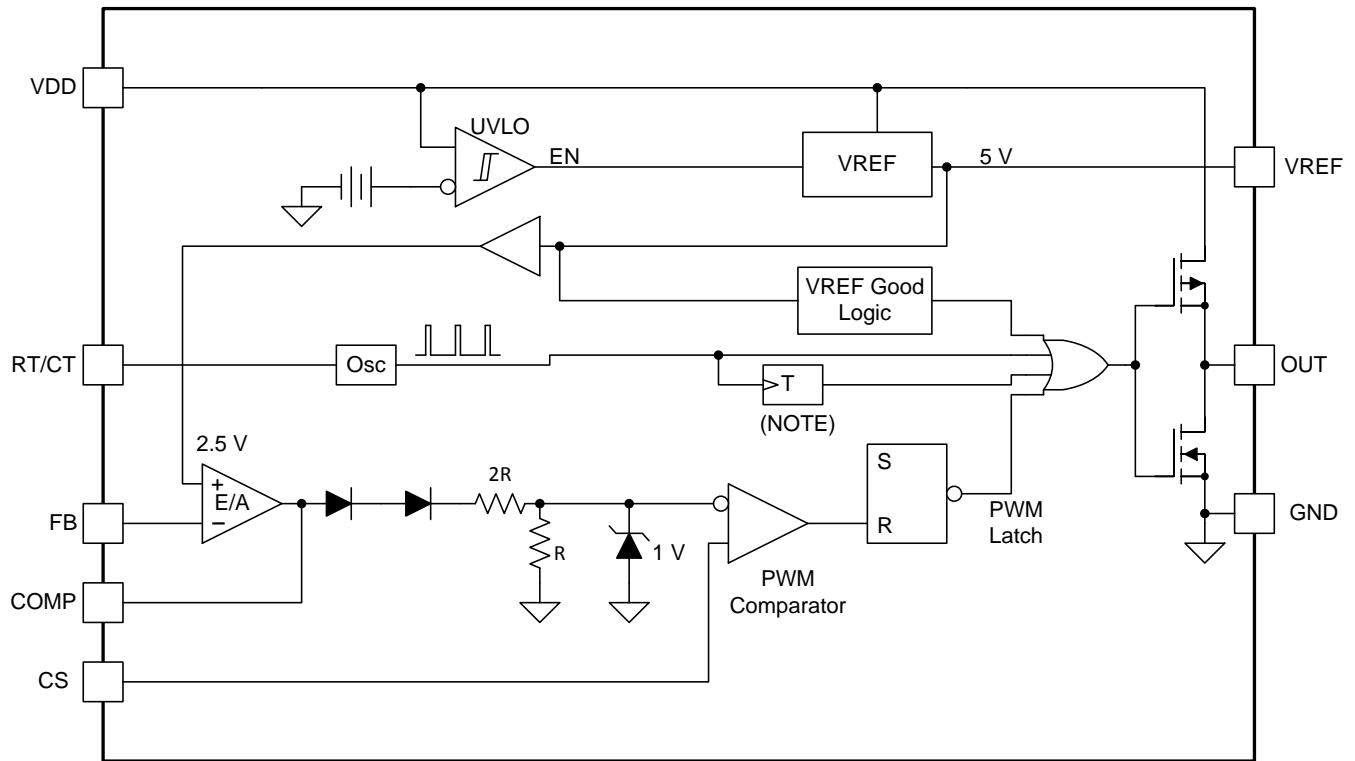 VDD
UVLO
EN
VREF
5 V
VREF
VREF Good
Logic
RT/CT
Osc
T
(NOTE)
OUT
2.5 V
+
E/A
−
FB
2R
R
1 V
S
R
PWM
Latch
GND
COMP
PWM
Comparator
CS